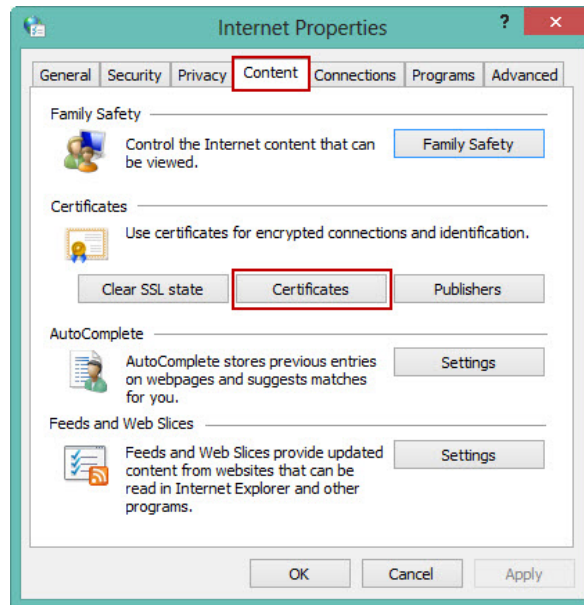 Internet Properties
?
General Security Privacy Content Connections Programs Advanced
Family Safety
Control the Internet content that can
be viewed.
Family Safety
Certificates
Use certificates for encrypted connections and identification.
Clear SSL state Certificates Publishers
AutoComplete
AutoComplete stores previous entries
on webpages and suggests matches
for you.
Settings
Feeds and Web Slices
Feeds and Web Slices provide updated
content from websites that can be
read in Internet Explorer and other
programs.
Settings
OK Cancel Apply